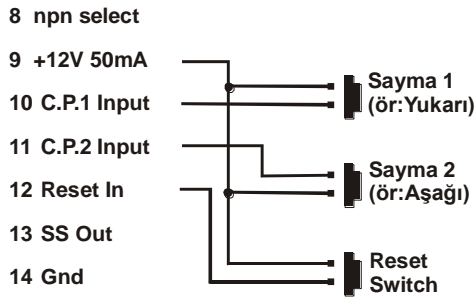 8 npn select
9 +12V 50mA
10 C.P.1 Input
11 C.P.2 Input
12 Reset In
13 SS Out
14 Gnd
Sayma 1
(ör:Yukarı)
Sayma 2
(ör:Aşağı)
Reset
Switch